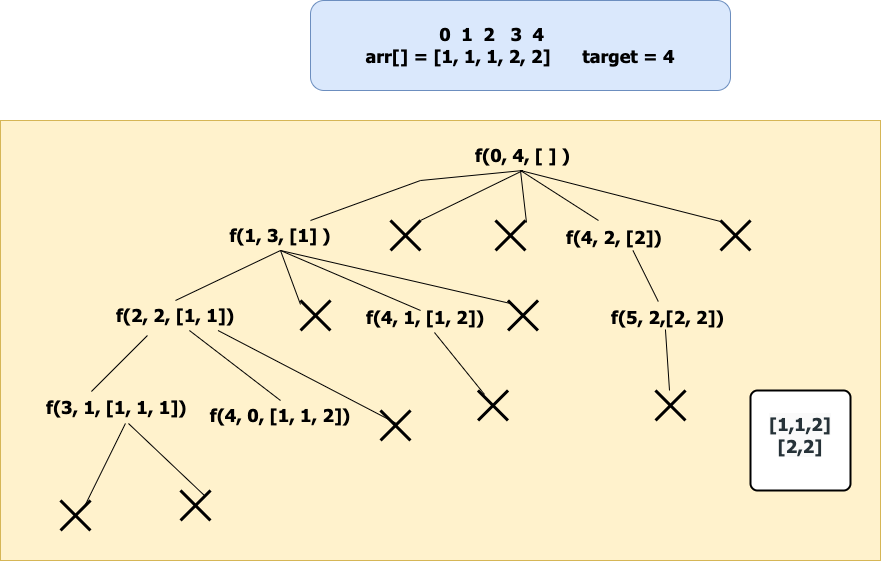 0 1 2 3 4
arr[] = [1, 1, 1, 2, 2] target = 4
f(0, 4, [ ] )
f(1, 3, [1] )
f(4, 2, [2])
f(2, 2, [1, 1])
f(4, 1, [1, 2])
f(5, 2,[2, 2])
f(3, 1, [1, 1, 1])
f(4, 0, [1, 1, 2])
[1,1,2]
[2,2]